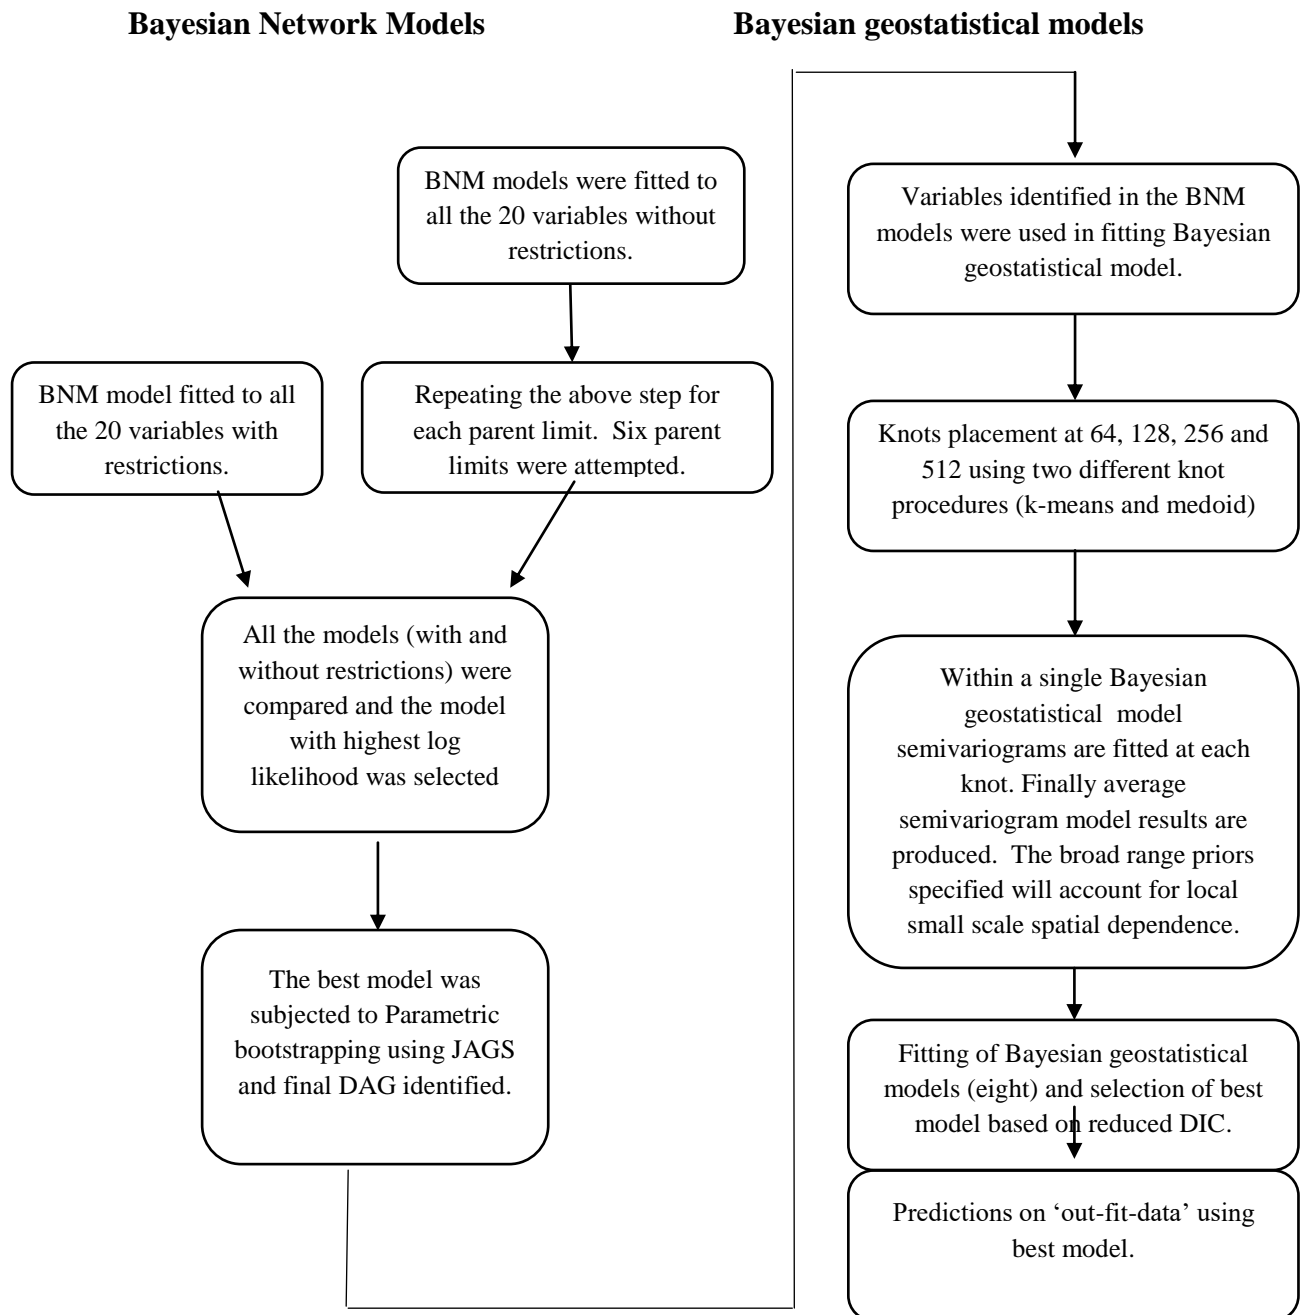 Bayesian Network Models
Bayesian geostatistical models
BNM models were fitted to
all the 20 variables without
restrictions.
BNM model fitted to all
the 20 variables with
restrictions.
Repeating the above step for
each parent limit.  Six parent
limits were attempted.
All the models (with and
without restrictions) were
compared and the model
with highest log
likelihood was selected
The best model was
subjected to Parametric
bootstrapping using JAGS
and final DAG identified.
Variables identified in the BNM
models were used in fitting Bayesian
geostatistical model.
Knots placement at 64, 128, 256 and
512 using two different knot
procedures (k-means and medoid)
Within a single Bayesian
geostatistical  model
semivariograms are fitted at each
knot. Finally average
semivariogram model results are
produced.  The broad range priors
specified will account for local
small scale spatial dependence.
Fitting of Bayesian geostatistical
models (eight) and selection of best
model based on reduced DIC.
Predictions on ‘out-fit-data’ using
best model.